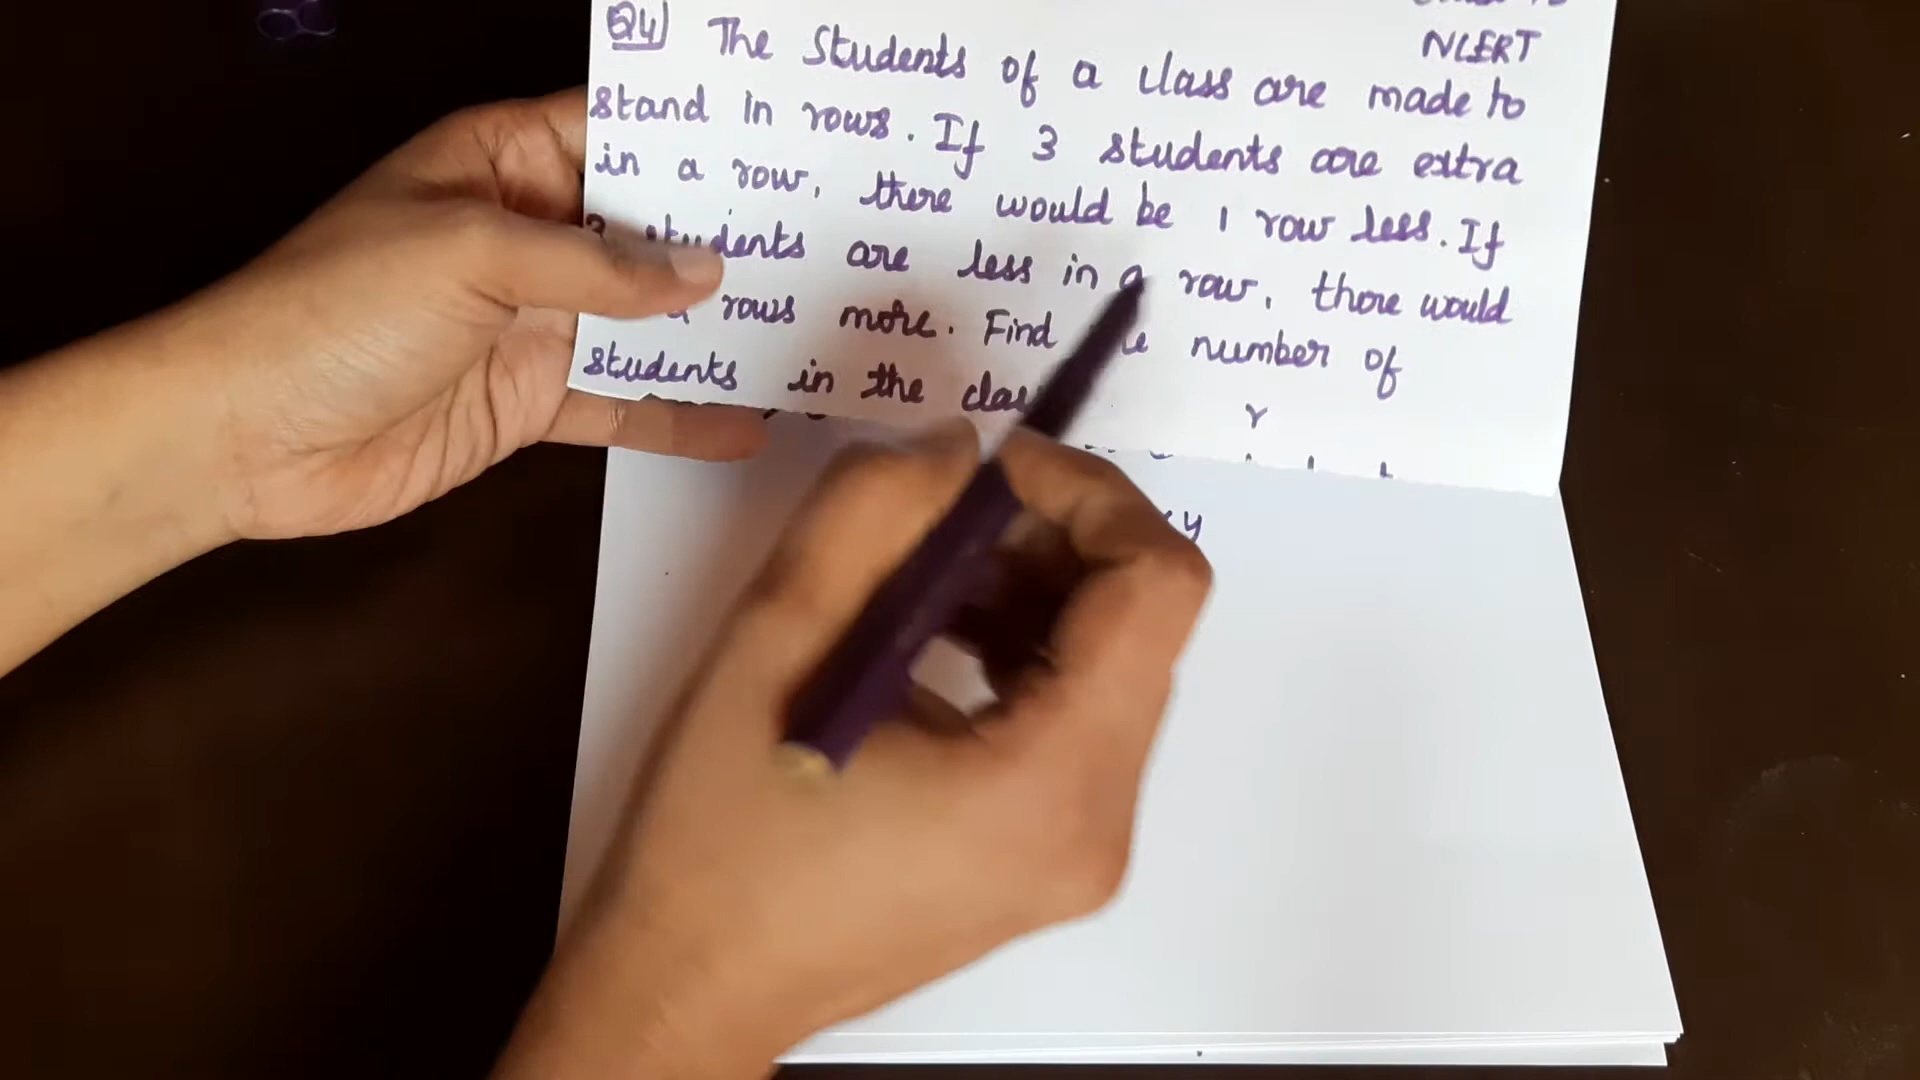 Q4) The Students of a class are made to
NCERT
stand in rows. If 3 students are extra
in a row, there would be 1 row less. If
3 students are less in a row, there would
rows more. Find number of
students in the
x y